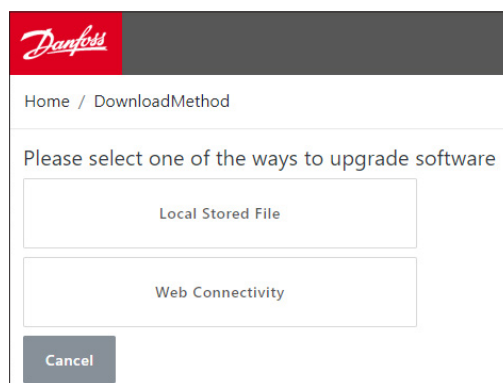 Danfoss
Home / DownloadMethod
Please select one of the ways to upgrade software
Local Stored File
Web Connectivity
Cancel